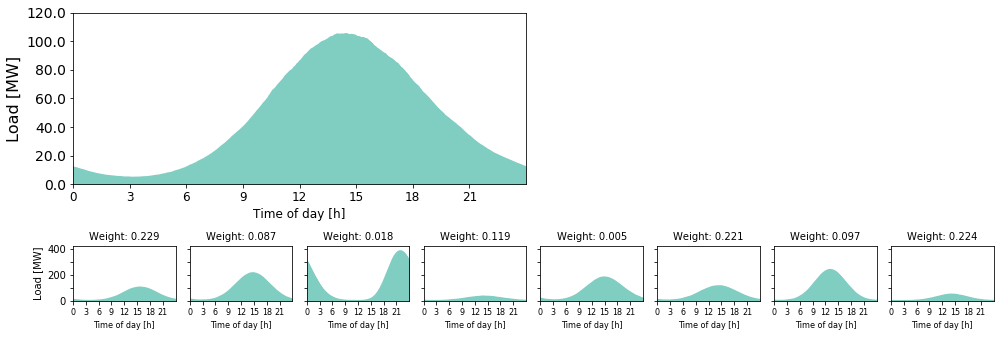 120.0
100.0
80.0
60.0
40.0
20.0
0.0
Load [MW]
0 3 6 9 12 15 18 21
Time of day [h]
Weight: 0.229 Weight: 0.087 Weight: 0.018 Weight: 0.119 Weight: 0.005 Weight: 0.221 Weight: 0.097 Weight: 0.224
400
200
0
Load [MW]
0 3 6 9 12 15 18 21 0 3 6 9 12 15 18 21 0 3 6 9 12 15 18 21 0 3 6 9 12 15 18 21 0 3 6 9 12 15 18 21 0 3 6 9 12 15 18 21 0 3 6 9 12 15 18 21 0 3 6 9 12 15 18 21
Time of day [h] Time of day [h] Time of day [h] Time of day [h] Time of day [h] Time of day [h] Time of day [h] Time of day [h]